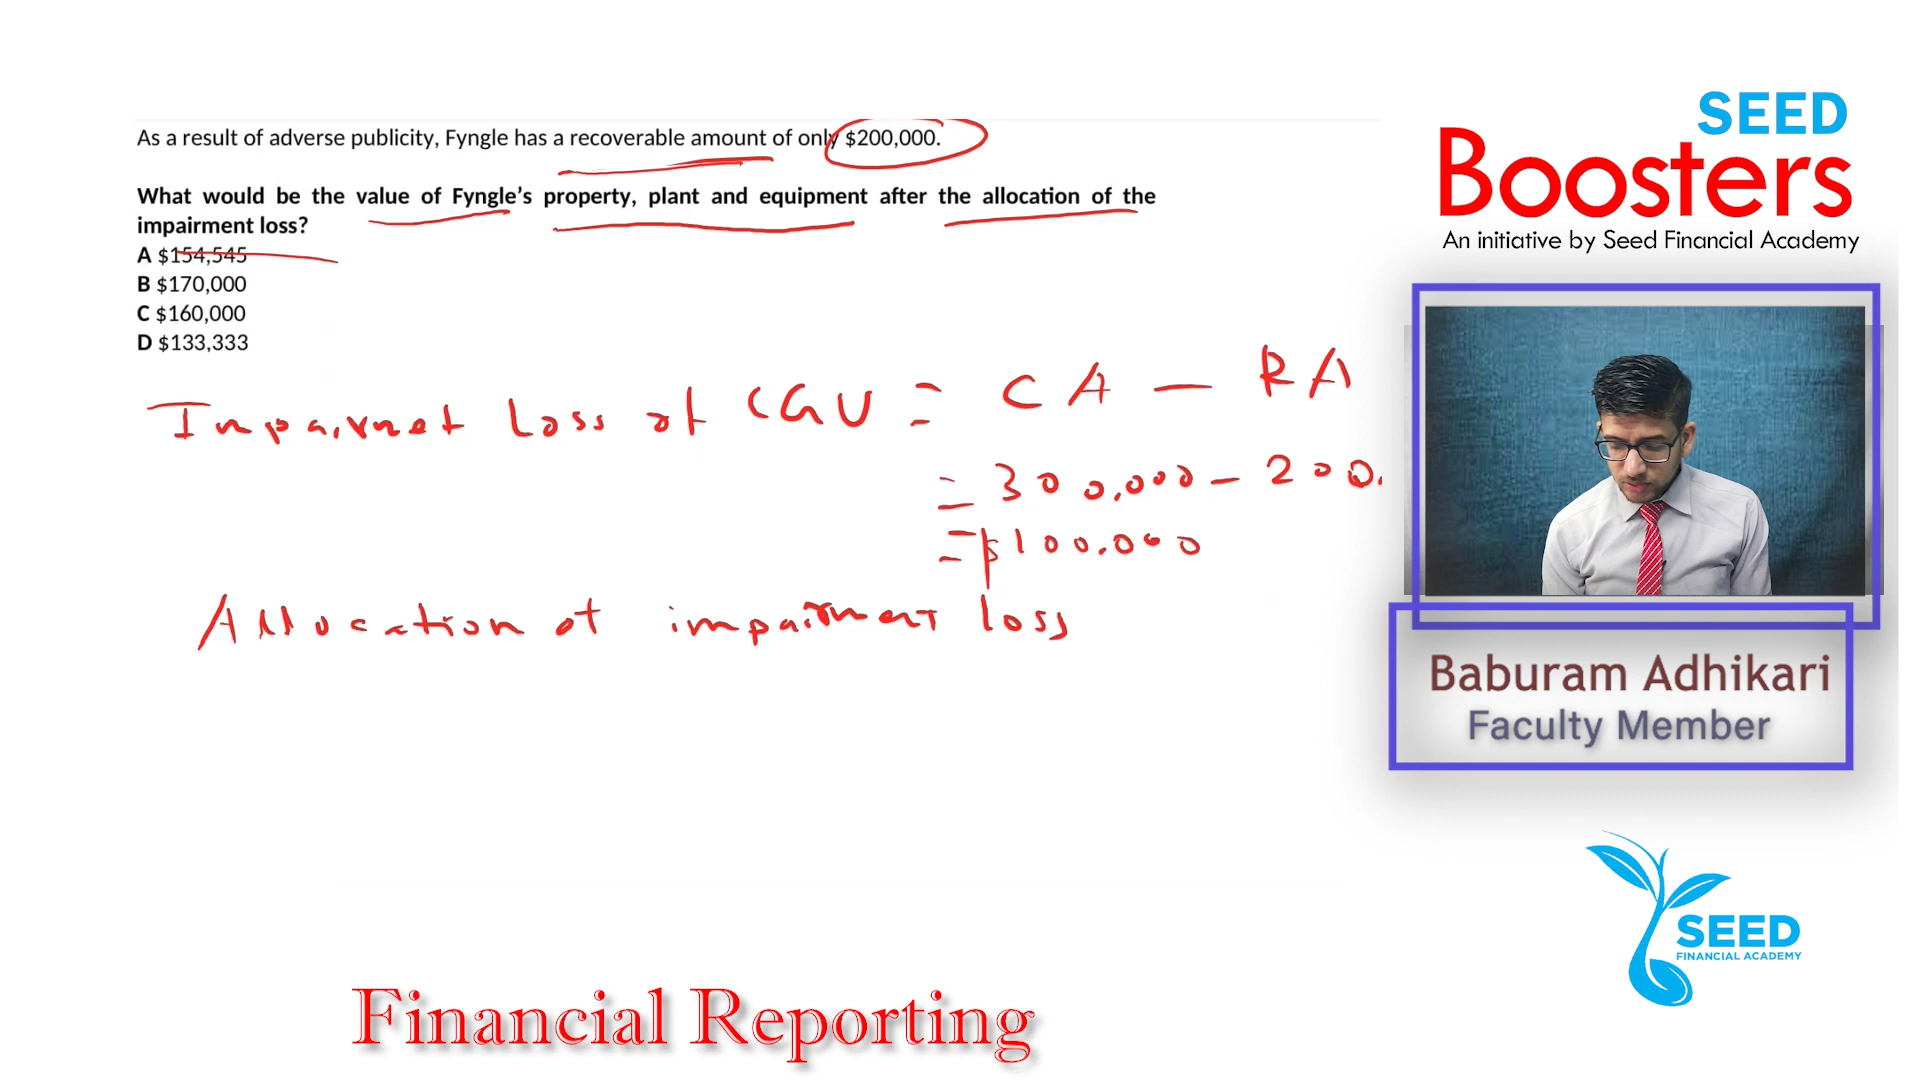 As a result of adverse publicity, Fyngle has a recoverable amount of only $200,000.
What would be the value of Fyngle's property, plant and equipment after the allocation of the
impairment loss?
A $154,545
B $170,000
C $160,000
D $133,333
Impairnet Loss of CGU = CA - RA
= 300,000 - 200.
= $100,000
Allocation of impairment loss
SEED
Boosters
An initiative by Seed Financial Academy
Baburam Adhikari
Faculty Member
SEED
FINANCIAL ACADEMY
Financial Reporting